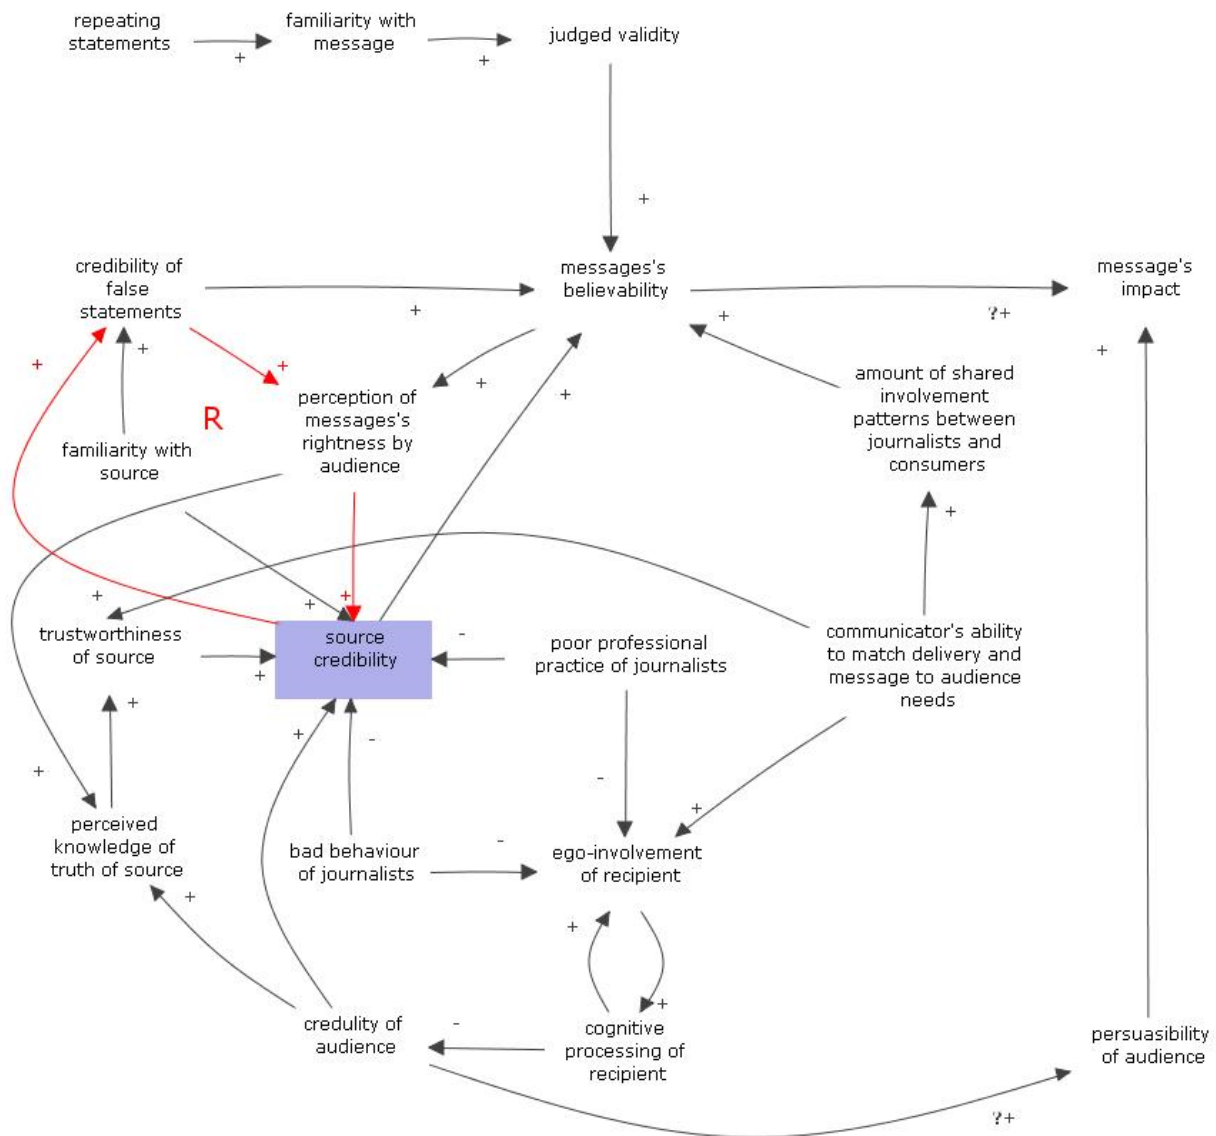 repeating
statements
+
familiarity with
message
+
judged validity
+
credibility of
false
statements
+
messages's
believability
?+
message's
impact
+
+
+
+
+
perception of
messages's
rightness by
audience
+
+
amount of shared
involvement
patterns between
journalists and
consumers
R
familiarity with
source
+
+
+
+
trustworthiness
of source
+
source
credibility
-
poor professional
practice of journalists
communicator's ability
to match delivery and
message to audience
needs
+
+
-
-
+
+
perceived
knowledge of
truth of source
bad behaviour
of journalists
-
ego-involvement
of recipient
+
+
+
credulity of
audience
-
cognitive
processing of
recipient
persuasibility
of audience
?+